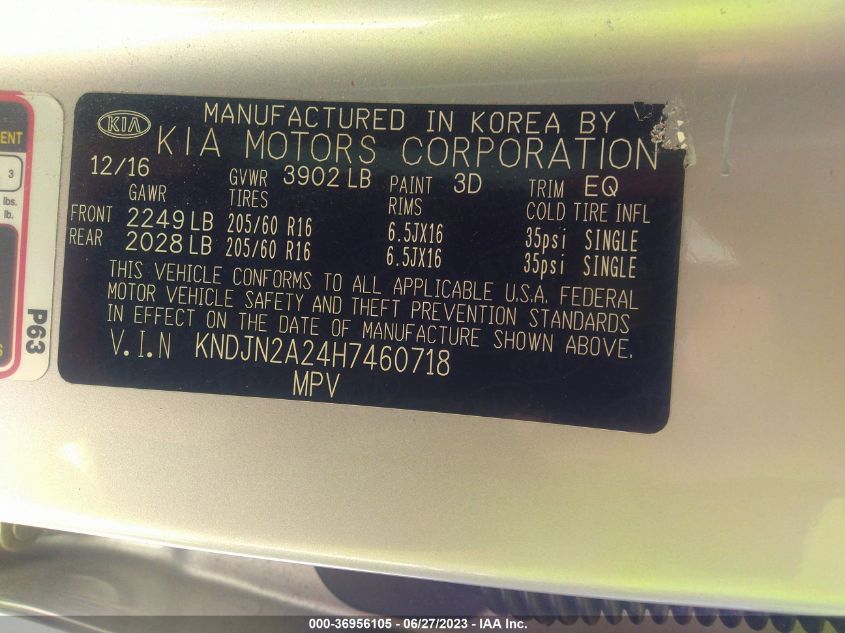 MANUFACTURED IN KOREA BY
KIA KIA MOTORS CORPORATION
12/16 GVWR 3902 LB PAINT 3D TRIM EQ
GAWR TIRES RIMS COLD TIRE INFL
FRONT 2249 LB 205/60 R16 6.5JX16 35psi SINGLE
REAR 2028 LB 205/60 R16 6.5JX16 35psi SINGLE
THIS VEHICLE CONFORMS TO ALL APPLICABLE U.S.A. FEDERAL
MOTOR VEHICLE SAFETY AND THEFT PREVENTION STANDARDS
IN EFFECT ON THE DATE OF MANUFACTURE SHOWN ABOVE.
V.I.N KNDJN2A24H7460718
MPV
3
lbs.
lb.
P63
000-36956105 - 06/27/2023 - IAA Inc.